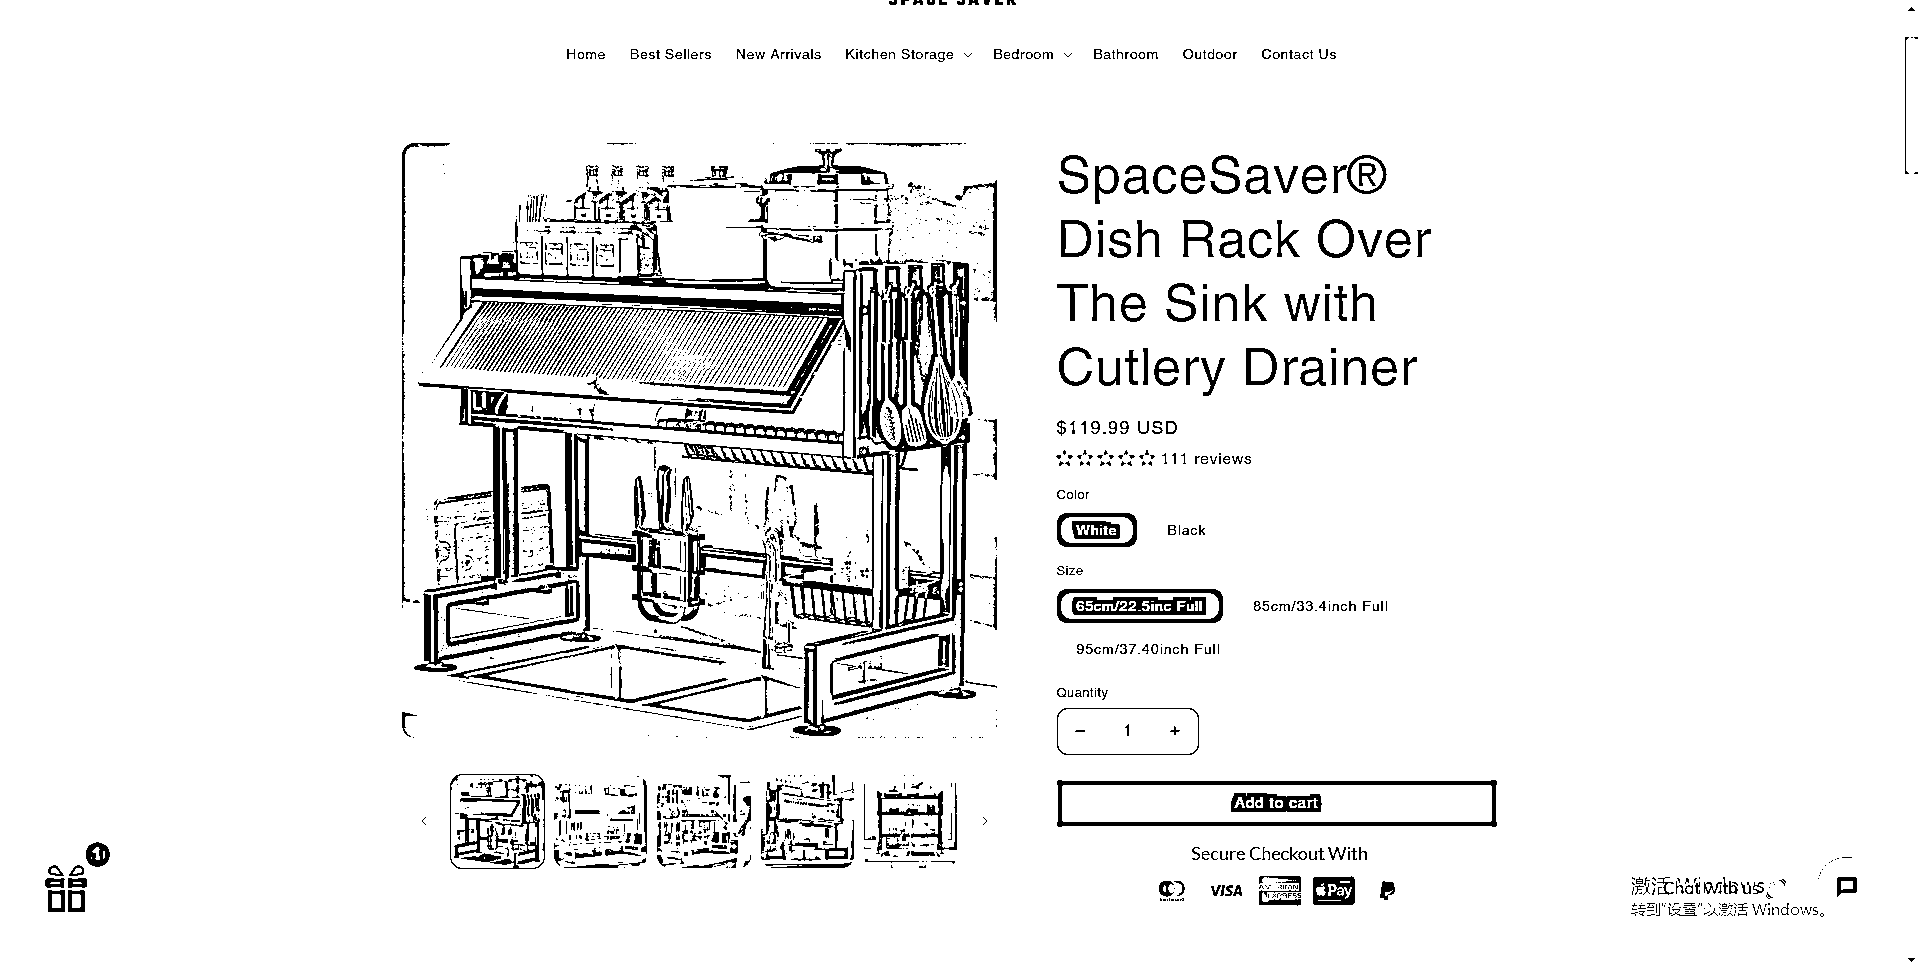 SPACE SAVER
Home Best Sellers New Arrivals Kitchen Storage Bedroom Bathroom Outdoor Contact Us
SpaceSaver®
Dish Rack Over
The Sink with
Cutlery Drainer
$119.99 USD
111 reviews
Color
White Black
Size
65cm/22.5inc Full 85cm/33.4inch Full
95cm/37.40inch Full
Quantity
− 1 +
Add to cart
Secure Checkout With
VISA AMERICAN EXPRESS Pay
1
激活 Windows
Chat with us
转到"设置"以激活 Windows。